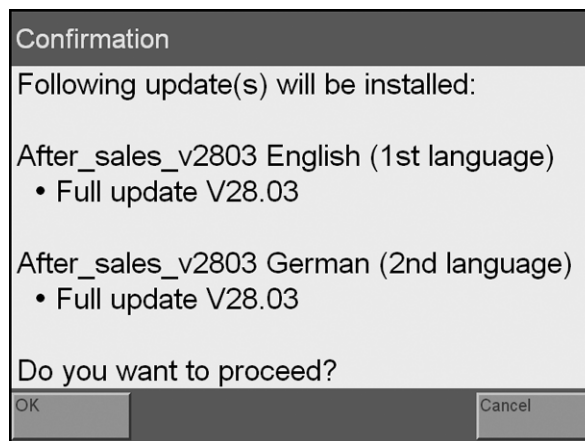 Confirmation
Following update(s) will be installed:
After_sales_v2803 English (1st language)
• Full update V28.03
After_sales_v2803 German (2nd language)
• Full update V28.03
Do you want to proceed?
OK
Cancel